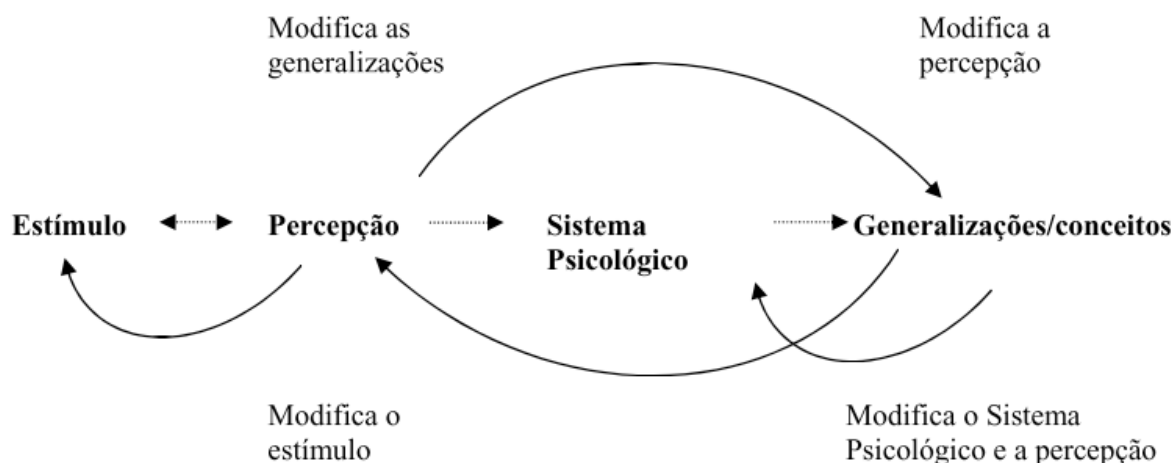 Modifica as
generalizações
Modifica a
percepção
Estímulo
Percepção
Sistema
Psicológico
Generalizações/conceitos
Modifica o
estímulo
Modifica o Sistema
Psicológico e a percepção